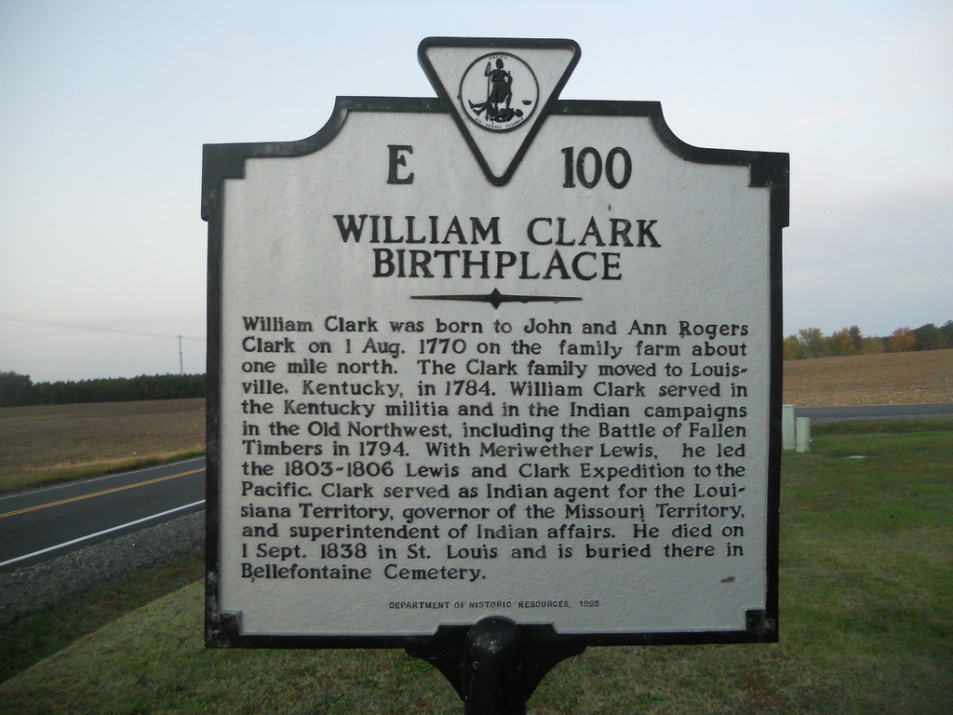 E 100
WILLIAM CLARK
BIRTHPLACE
William Clark was born to John and Ann Rogers
Clark on 1 Aug. 1770 on the family farm about
one mile north. The Clark family moved to Louis-
ville, Kentucky, in 1784. William Clark served in
the Kentucky militia and in the Indian campaigns
in the Old Northwest, including the Battle of Fallen
Timbers in 1794. With Meriwether Lewis, he led
the 1803-1806 Lewis and Clark Expedition to the
Pacific. Clark served as Indian agent for the Loui-
siana Territory, governor of the Missouri Territory,
and superintendent of Indian affairs. He died on
1 Sept. 1838 in St. Louis and is buried there in
Bellefontaine Cemetery.
DEPARTMENT OF HISTORIC RESOURCES,